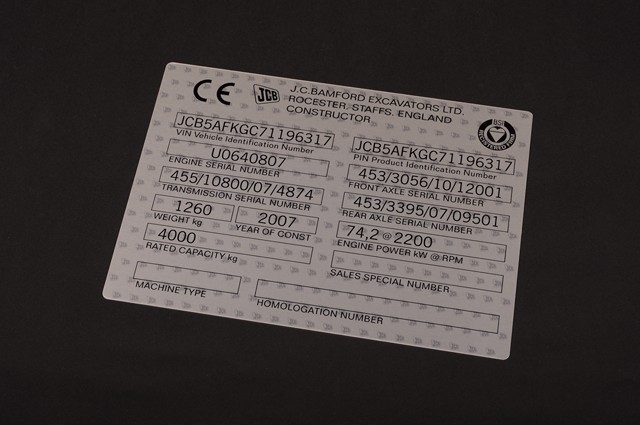 CE JCB J.C.BAMFORD EXCAVATORS LTD.
ROCESTER, STAFFS, ENGLAND
CONSTRUCTOR
BSI
REGISTERED FIRM
JCB5AFKGC71196317
VIN Vehicle Identification Number
JCB5AFKGC71196317
PIN Product Identification Number
U0640807
ENGINE SERIAL NUMBER
453/3056/10/12001
FRONT AXLE SERIAL NUMBER
455/10800/07/4874
TRANSMISSION SERIAL NUMBER
453/3395/07/09501
REAR AXLE SERIAL NUMBER
1260 2007
WEIGHT kg YEAR OF CONST
74,2 @ 2200
ENGINE POWER kW @ RPM
4000
RATED CAPACITY kg
SALES SPECIAL NUMBER
MACHINE TYPE
HOMOLOGATION NUMBER